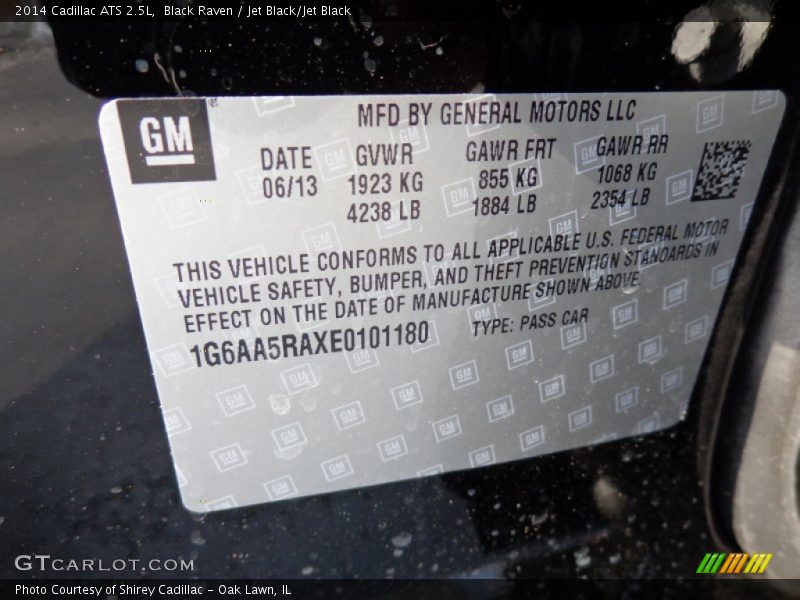 2014 Cadillac ATS 2.5L,  Black Raven / Jet Black/Jet Black
GM
MFD BY GENERAL MOTORS LLC
DATE GVWR GAWR FRT GAWR RR
06/13 1923 KG 855 KG 1068 KG
4238 LB 1884 LB 2354 LB
THIS VEHICLE CONFORMS TO ALL APPLICABLE U.S. FEDERAL MOTOR
VEHICLE SAFETY, BUMPER, AND THEFT PREVENTION STANDARDS IN
EFFECT ON THE DATE OF MANUFACTURE SHOWN ABOVE
1G6AA5RAXE0101180 TYPE: PASS CAR
GTCARLOT.COM
Photo Courtesy of Shirey Cadillac - Oak Lawn, IL